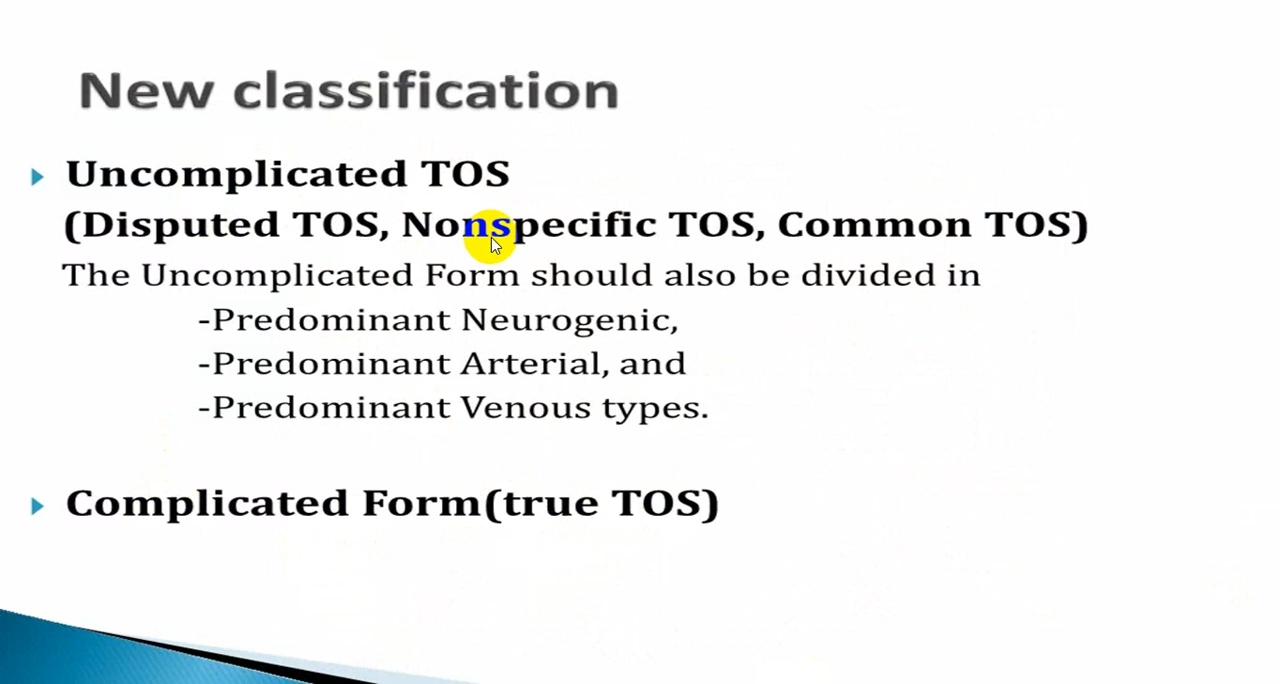 New classification
Uncomplicated TOS
(Disputed TOS, Nonspecific TOS, Common TOS)
The Uncomplicated Form should also be divided in
-Predominant Neurogenic,
-Predominant Arterial, and
-Predominant Venous types.
Complicated Form(true TOS)